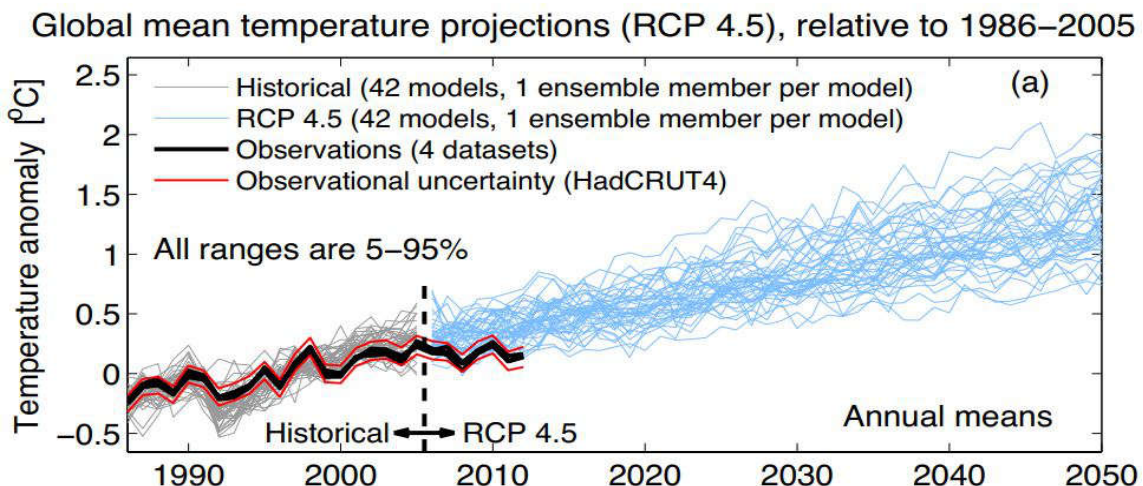 Global mean temperature projections (RCP 4.5), relative to 1986–2005
Temperature anomaly [ºC]
2.5
2
1.5
1
0.5
0
−0.5
Historical (42 models, 1 ensemble member per model)
RCP 4.5 (42 models, 1 ensemble member per model)
Observations (4 datasets)
Observational uncertainty (HadCRUT4)
(a)
All ranges are 5−95%
Historical RCP 4.5
Annual means
1990 2000 2010 2020 2030 2040 2050